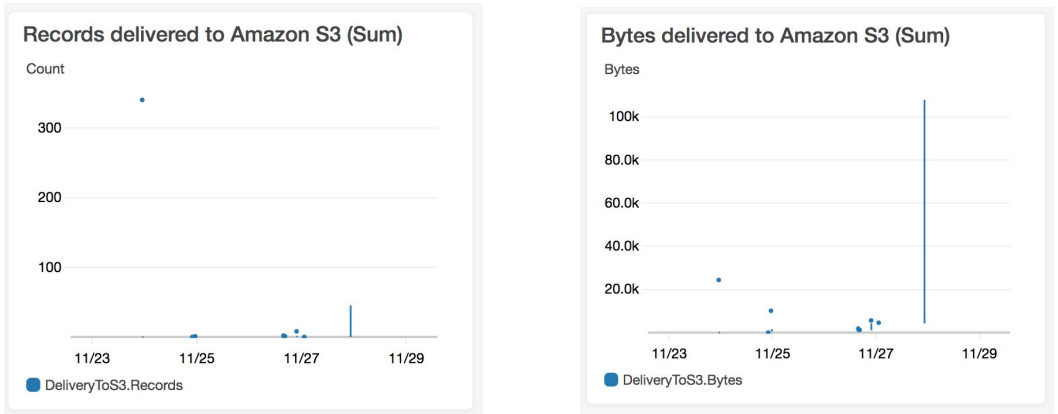 Records delivered to Amazon S3 (Sum)
Count
300
200
100
11/23 11/25 11/27 11/29
DeliveryToS3.Records
Bytes delivered to Amazon S3 (Sum)
Bytes
100k
80.0k
60.0k
40.0k
20.0k
11/23 11/25 11/27 11/29
DeliveryToS3.Bytes